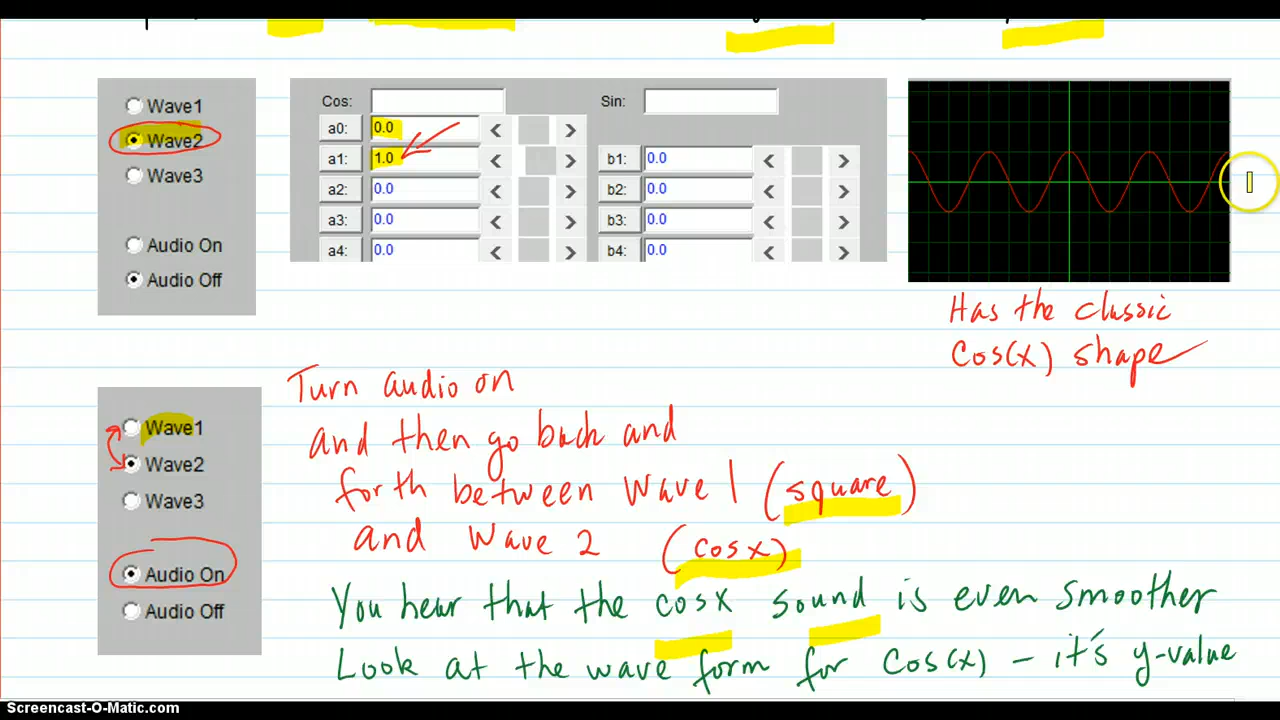 Wave1
Wave2
Wave3
Audio On
Audio Off
Cos:
Sin:
a0: 0.0
a1: 1.0 b1: 0.0
a2: 0.0 b2: 0.0
a3: 0.0 b3: 0.0
a4: 0.0 b4: 0.0
Has the classic
Cos(x) shape
Wave1
Wave2
Wave3
Audio On
Audio Off
Turn audio on
and then go back and
forth between Wave 1 (square)
and Wave 2 (cosx)
You hear that the cosx sound is even smoother
Look at the wave form for Cos(x) - it's y-value
Screencast-O-Matic.com